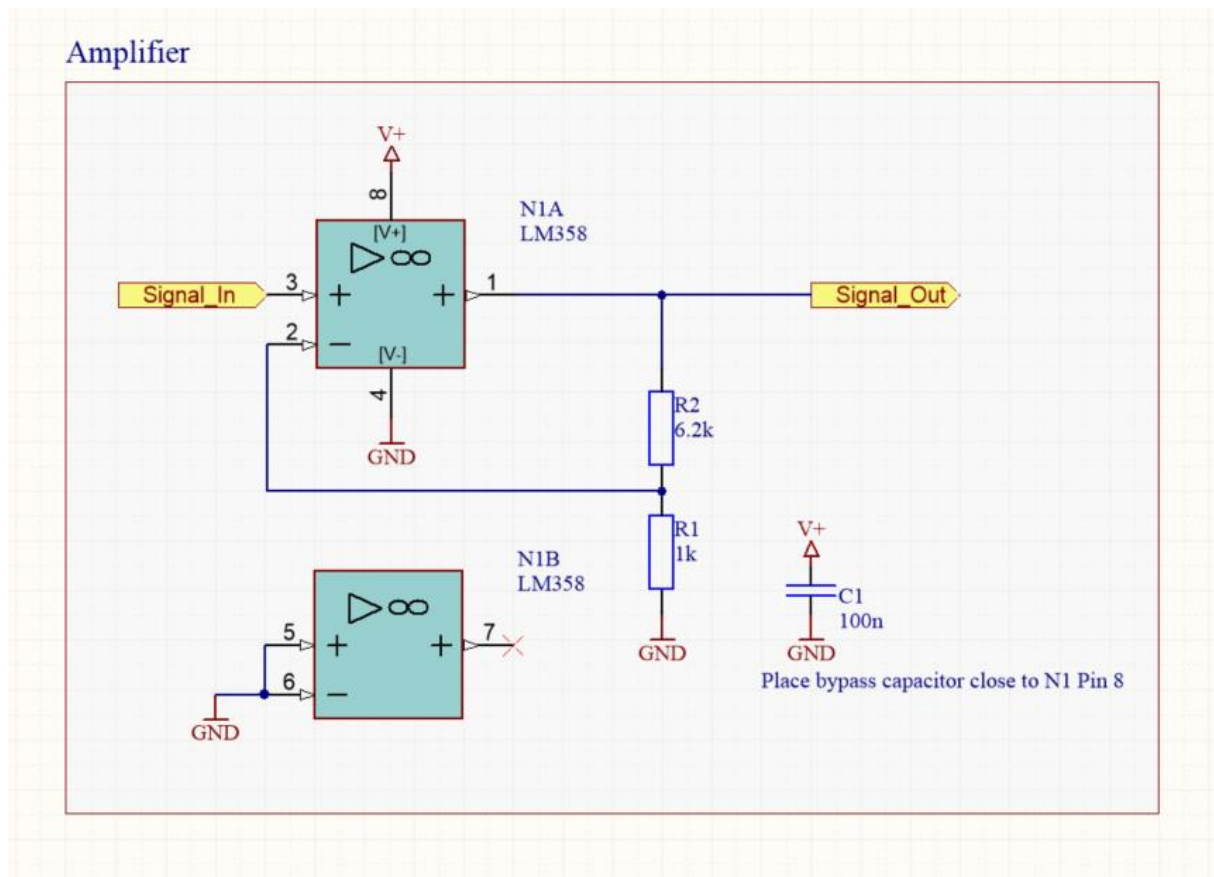 Amplifier
V+
8
N1A
LM358
[V+]
▷∞
Signal_In
3
+
+
1
Signal_Out
2
−
[V-]
4
GND
R2
6.2k
R1
1k
V+
N1B
LM358
▷∞
C1
100n
5
+
+
7
GND
GND
6
−
Place bypass capacitor close to N1 Pin 8
GND